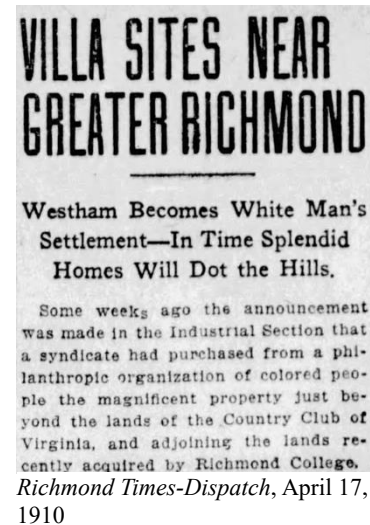 VILLA SITES NEAR
GREATER RICHMOND
Westham Becomes White Man's
Settlement—In Time Splendid
Homes Will Dot the Hills.
Some weeks ago the announcement
was made in the Industrial Section that
a syndicate had purchased from a phi-
lanthropic organization of colored peo-
ple the magnificent property just be-
yond the lands of the Country Club of
Virginia, and adjoining the lands re-
cently acquired by Richmond College.
Richmond Times-Dispatch, April 17,
1910